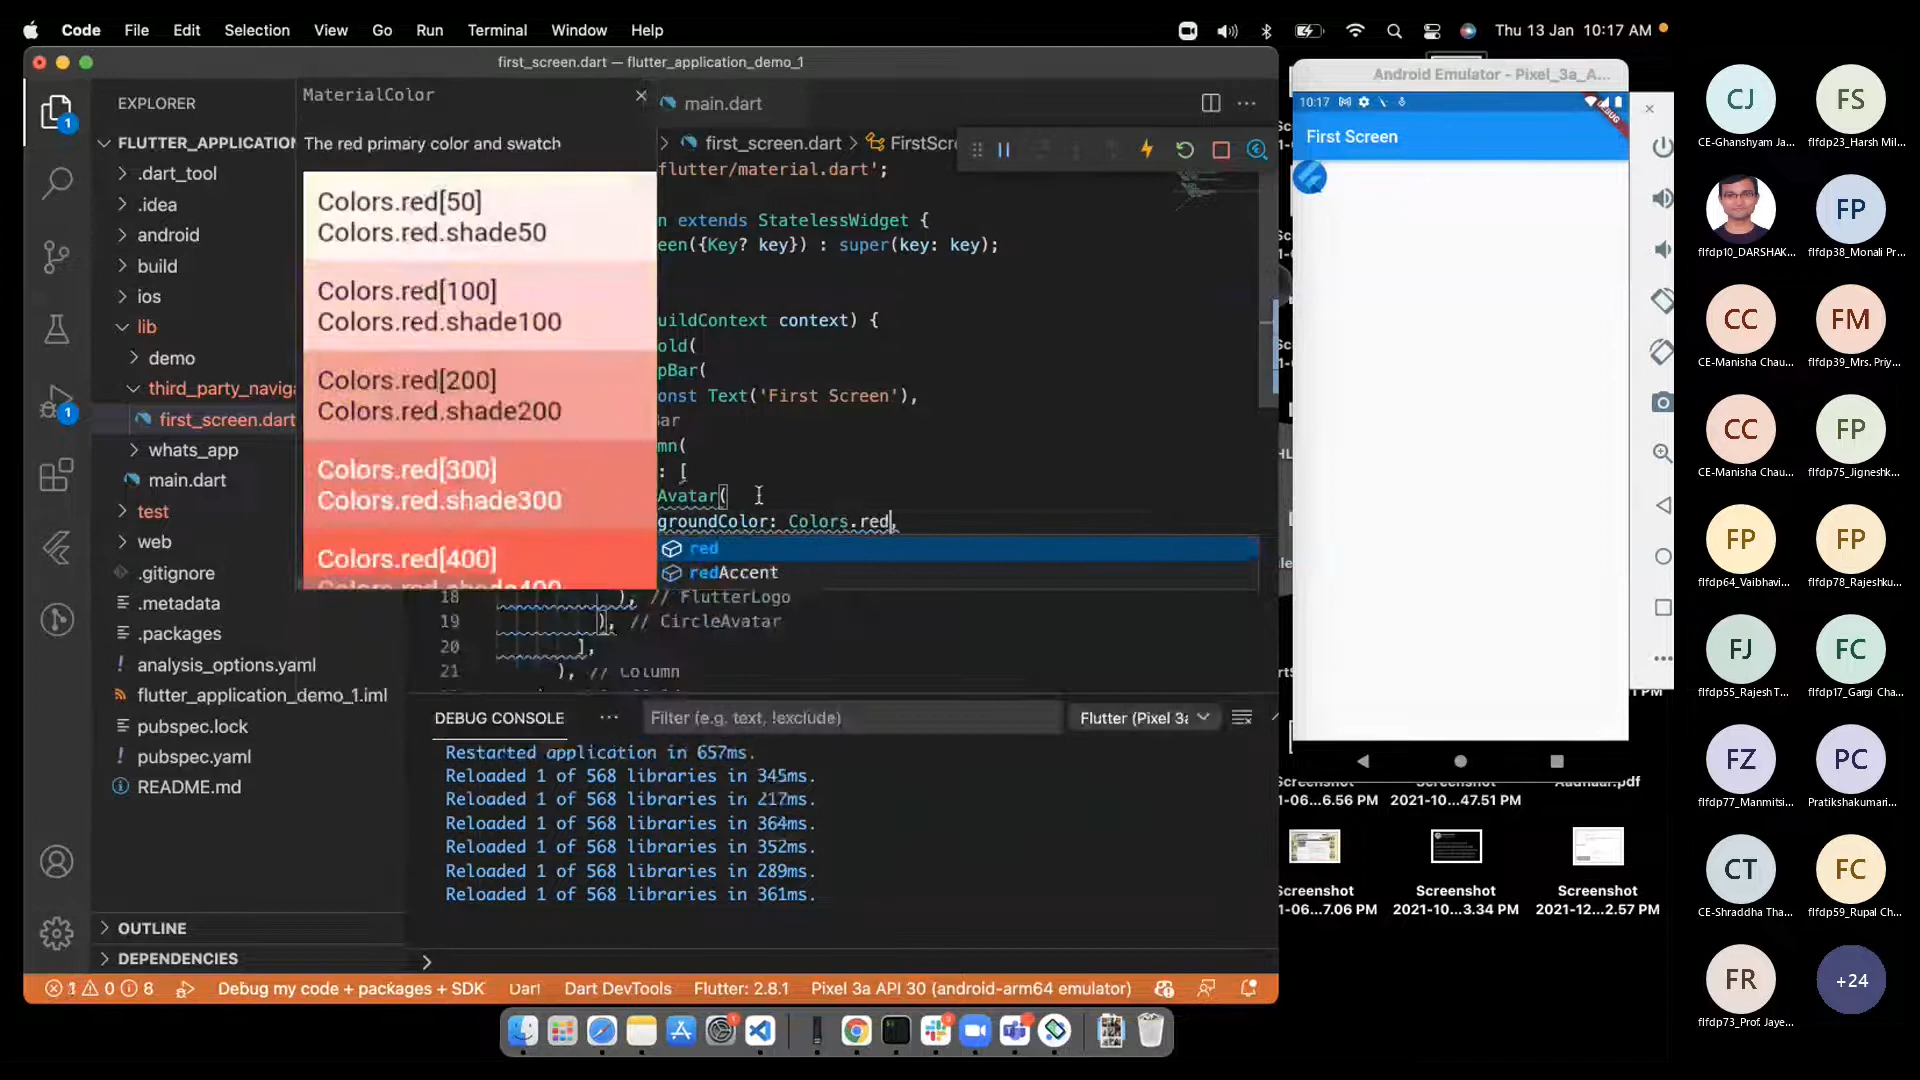 Code File Edit Selection View Go Run Terminal Window Help
Thu 13 Jan 10:17 AM
first_screen.dart — flutter_application_demo_1
EXPLORER
1
FLUTTER_APPLICATION
.dart_tool
.idea
android
build
ios
lib
demo
third_party_naviga
first_screen.dart
whats_app
main.dart
test
web
.gitignore
.metadata
.packages
analysis_options.yaml
flutter_application_demo_1.iml
pubspec.lock
pubspec.yaml
README.md
OUTLINE
DEPENDENCIES
1
MaterialColor
The red primary color and swatch
Colors.red[50]
Colors.red.shade50
Colors.red[100]
Colors.red.shade100
Colors.red[200]
Colors.red.shade200
Colors.red[300]
Colors.red.shade300
Colors.red[400]
Colors.red.shade400
main.dart
first_screen.dart > FirstScre
flutter/material.dart';
n extends StatelessWidget {
een({Key? key}) : super(key: key);
uildContext context) {
old(
pBar(
onst Text('First Screen'),
Bar
mn(
: [
Avatar(
groundColor: Colors.red,
red
redAccent
18 ), // FlutterLogo
19 ), // CircleAvatar
20 ],
21 ), // Column
DEBUG CONSOLE
Filter (e.g. text, !exclude)
Flutter (Pixel 3a
Restarted application in 657ms.
Reloaded 1 of 568 libraries in 345ms.
Reloaded 1 of 568 libraries in 217ms.
Reloaded 1 of 568 libraries in 364ms.
Reloaded 1 of 568 libraries in 352ms.
Reloaded 1 of 568 libraries in 289ms.
Reloaded 1 of 568 libraries in 361ms.
0 8 Debug my code + packages + SDK Dart Dart DevTools Flutter: 2.8.1 Pixel 3a API 30 (android-arm64 emulator)
Android Emulator - Pixel_3a_A...
10:17
DEBUG
First Screen
Screenshot
1-06...6.56 PM 2021-10...47.51 PM
Aadhaar.pdf
Screenshot Screenshot Screenshot
1-06...7.06 PM 2021-10...3.34 PM 2021-12...2.57 PM
CJ FS
CE-Ghanshyam Ja... flfdp23_Harsh Mil...
FP
flfdp10_DARSHAK... flfdp38_Monali Pr...
CC FM
CE-Manisha Chau... flfdp39_Mrs. Priy...
CC FP
CE-Manisha Chau... flfdp75_Jigneshk...
FP FP
flfdp64_Vaibhavi... flfdp78_Rajeshku...
FJ FC
flfdp55_Rajesh T... flfdp17_Gargi Cha...
FZ PC
flfdp77_Manmitsi... Pratikshakumari...
CT FC
CE-Shraddha Tha... flfdp59_Rupal Ch...
FR +24
flfdp73_Prof. Jaye...